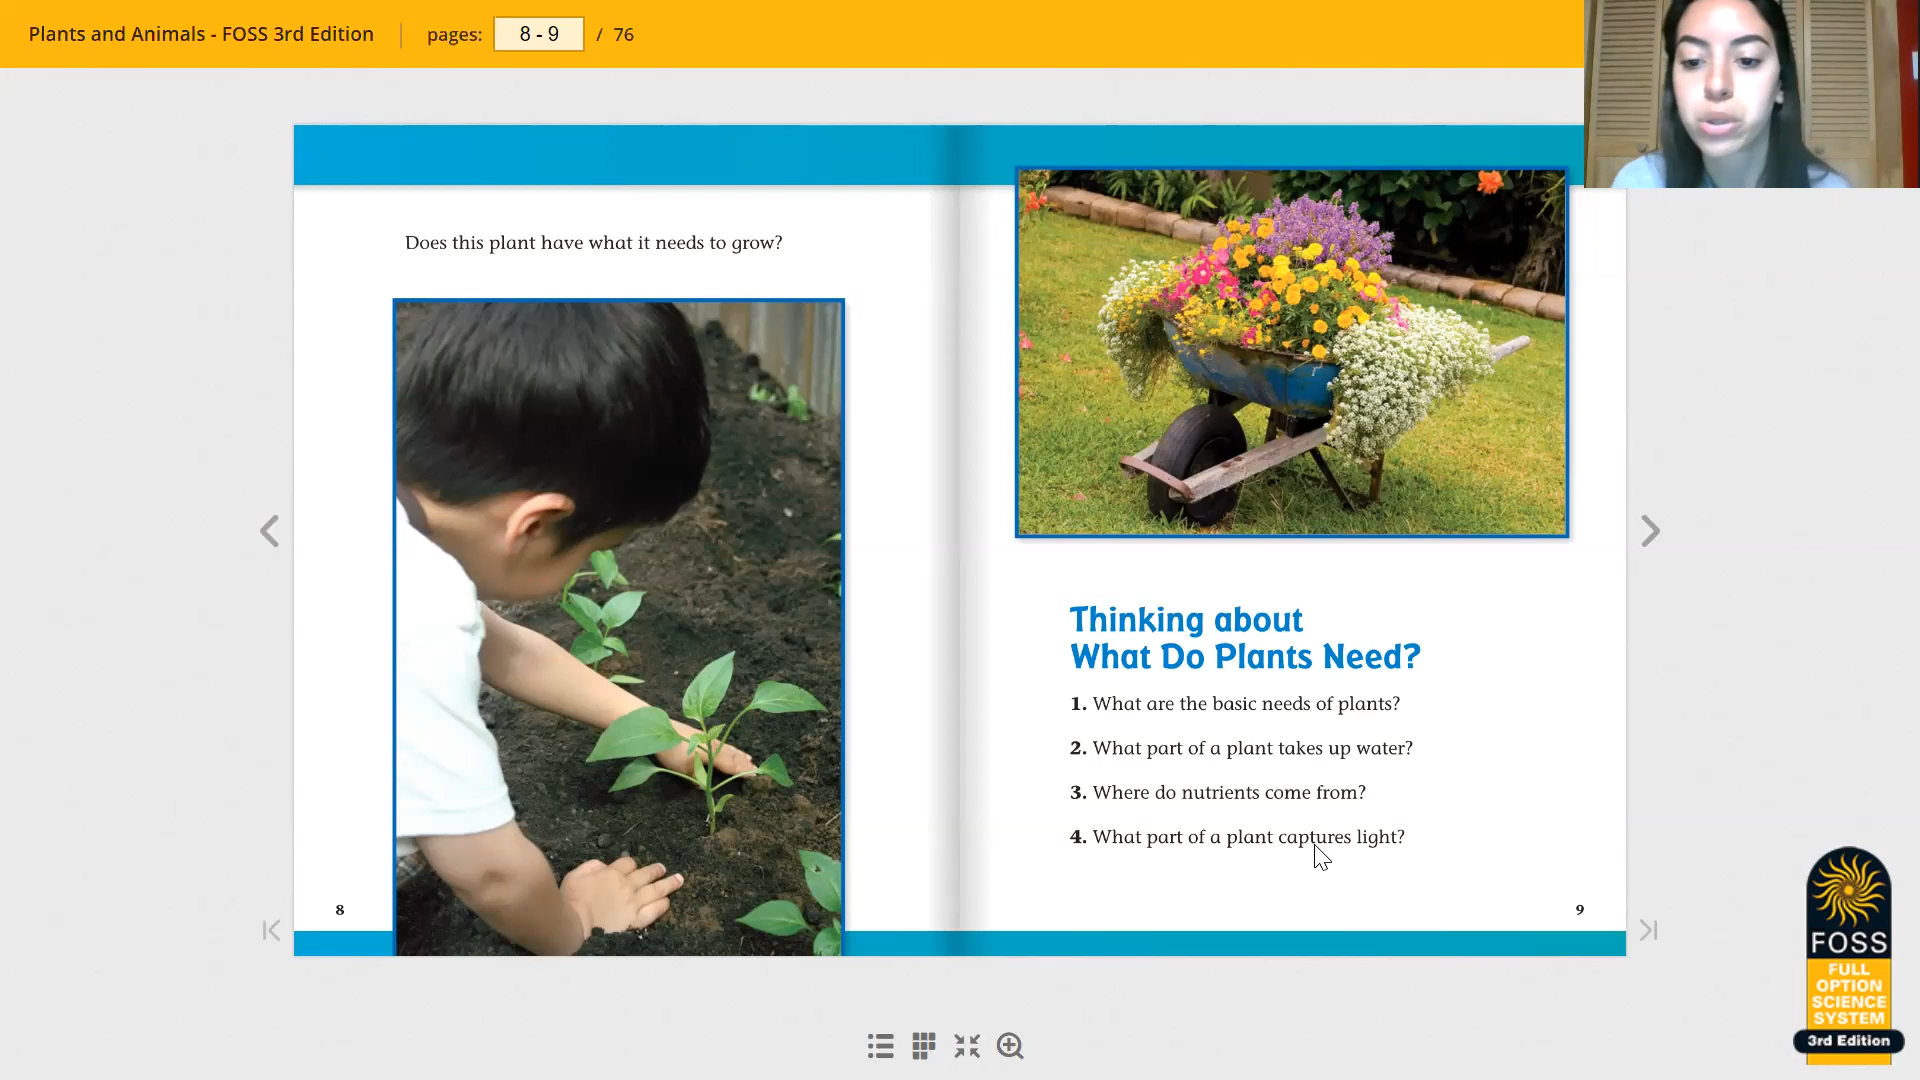 Plants and Animals - FOSS 3rd Edition
pages: 8 - 9 / 76
Does this plant have what it needs to grow?
8
Thinking about
What Do Plants Need?
1. What are the basic needs of plants?
2. What part of a plant takes up water?
3. Where do nutrients come from?
4. What part of a plant captures light?
9
FOSS
FULL
OPTION
SCIENCE
SYSTEM
3rd Edition